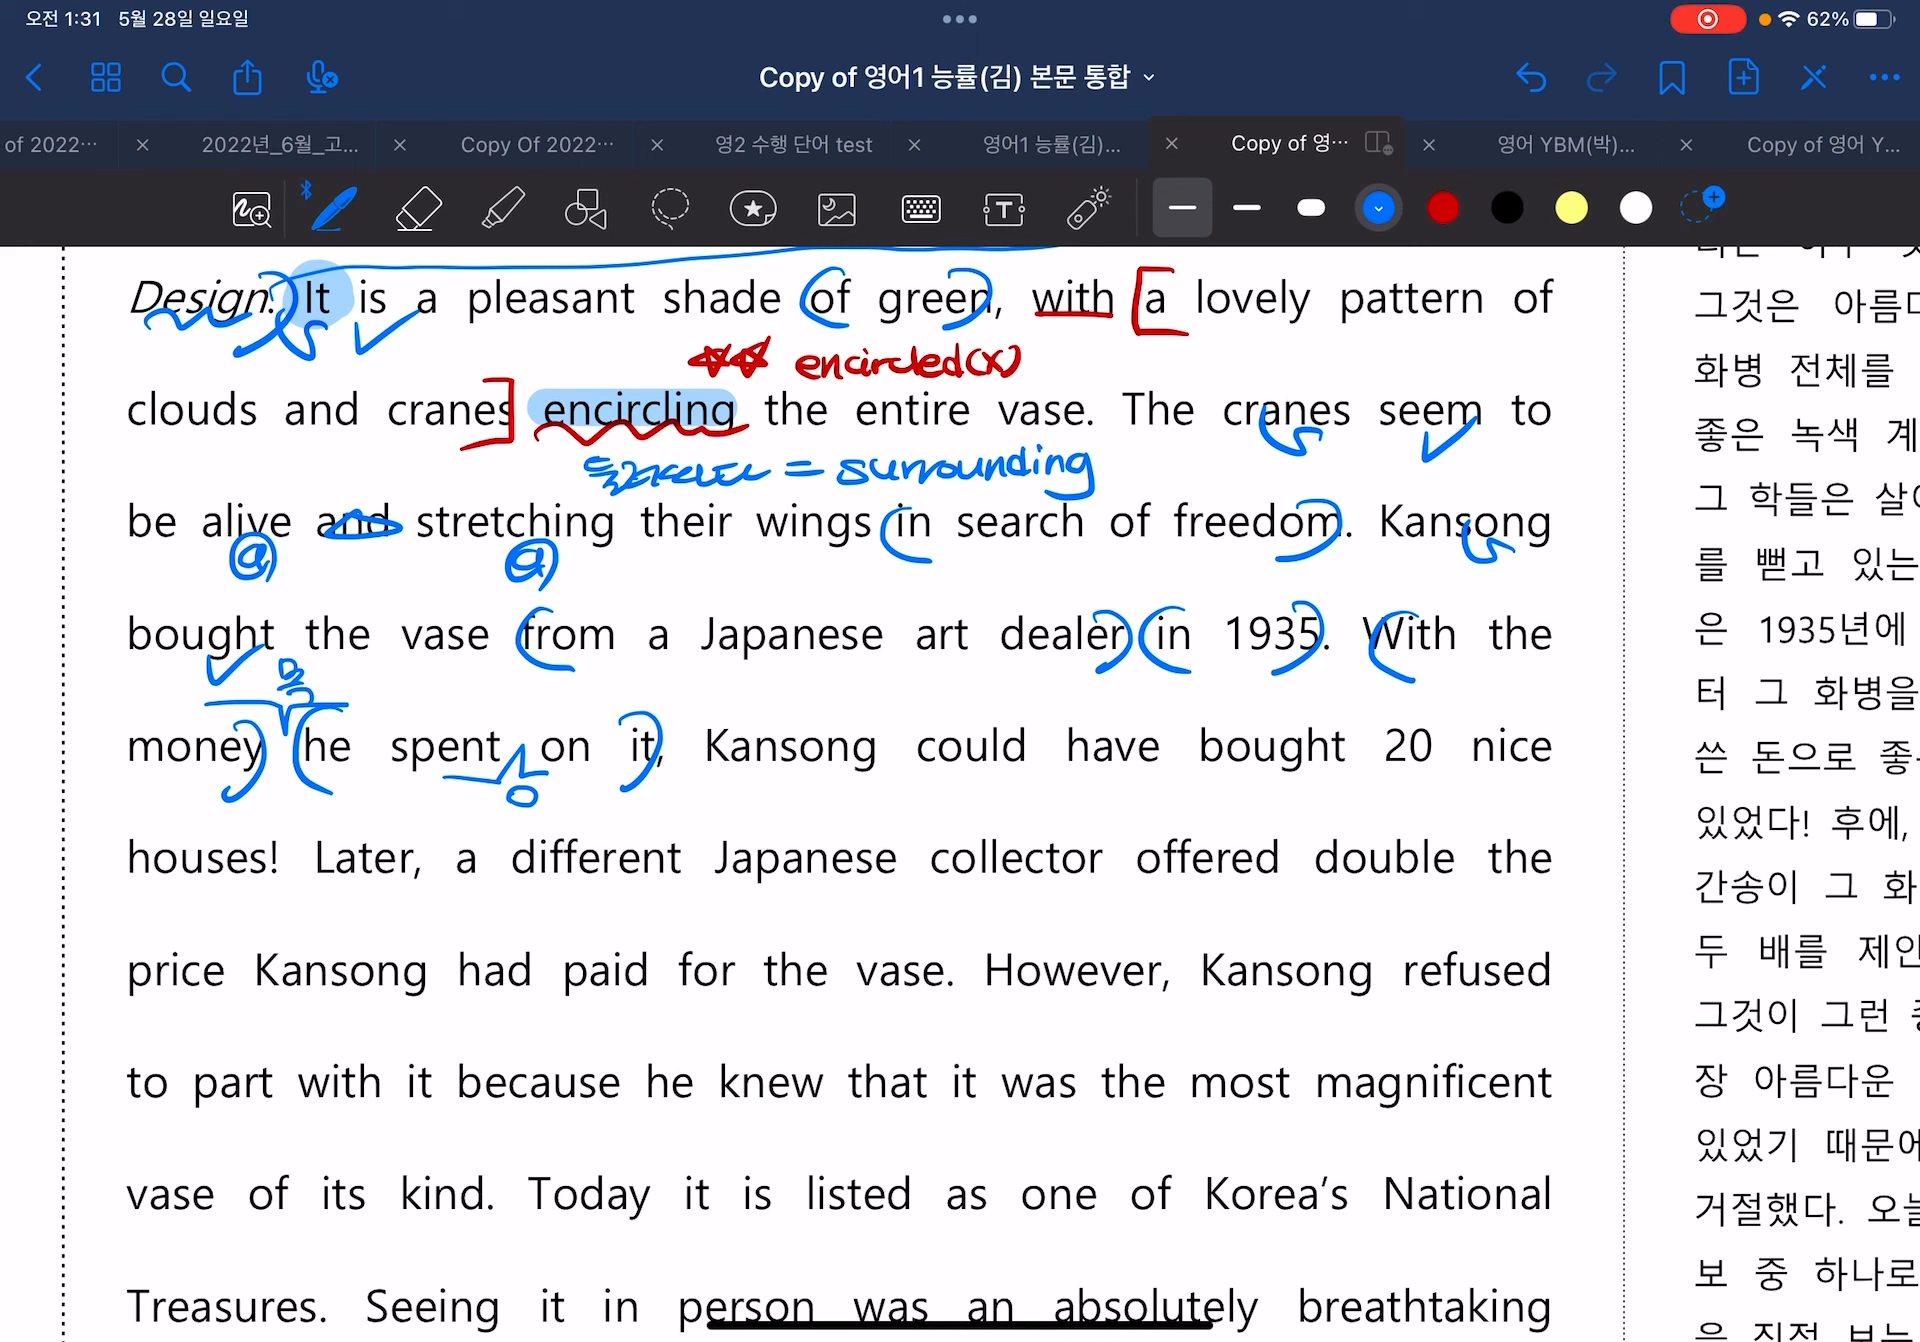 오전 1:31 5월 28일 일요일
62%
Copy of 영어1 능률(김) 본문 통합
of 2022… 2022년_6월_고... Copy Of 2022… 영2 수행 단어 test 영어1 능률(김)... Copy of 영… 영어 YBM(박)... Copy of 영어 Y...
Design. It is a pleasant shade of green, with a lovely pattern of
encircled(x)
clouds and cranes encircling the entire vase. The cranes seem to
= surrounding
be alive and stretching their wings in search of freedom. Kansong
ⓐ ⓐ
bought the vase from a Japanese art dealer in 1935. With the
목
money he spent on it, Kansong could have bought 20 nice
houses! Later, a different Japanese collector offered double the
price Kansong had paid for the vase. However, Kansong refused
to part with it because he knew that it was the most magnificent
vase of its kind. Today it is listed as one of Korea's National
Treasures. Seeing it in person was an absolutely breathtaking
그것은 아름다
화병 전체를
좋은 녹색 계
그 학들은 살아
를 뻗고 있는
은 1935년에
터 그 화병을
쓴 돈으로 좋
있었다! 후에,
간송이 그 화
두 배를 제안
그것이 그런
장 아름다운
있었기 때문에
거절했다. 오늘
보 중 하나로
은 직접 보는